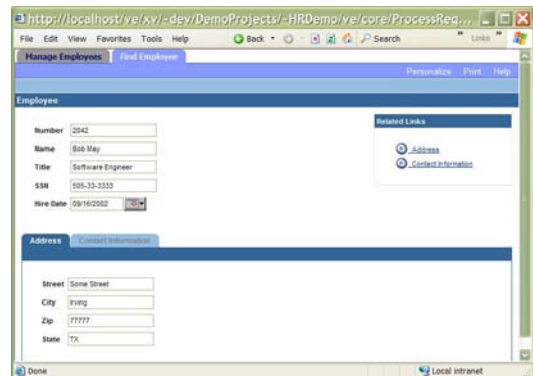 http://localhost/ve/xv/-dev/DemoProjects/-HRDemo/ve/core/ProcessReq...
File Edit View Favorites Tools Help Back Search Links
Manage Employees Find Employee
Personalize Print Help
Employee
Number 2042
Name Bob May
Title Software Engineer
SSN 505-33-3333
Hire Date 09/16/2002
Related Links
Address
Contact Information
Address Contact Information
Street Some Street
City Irving
Zip 77777
State TX
Done Local intranet